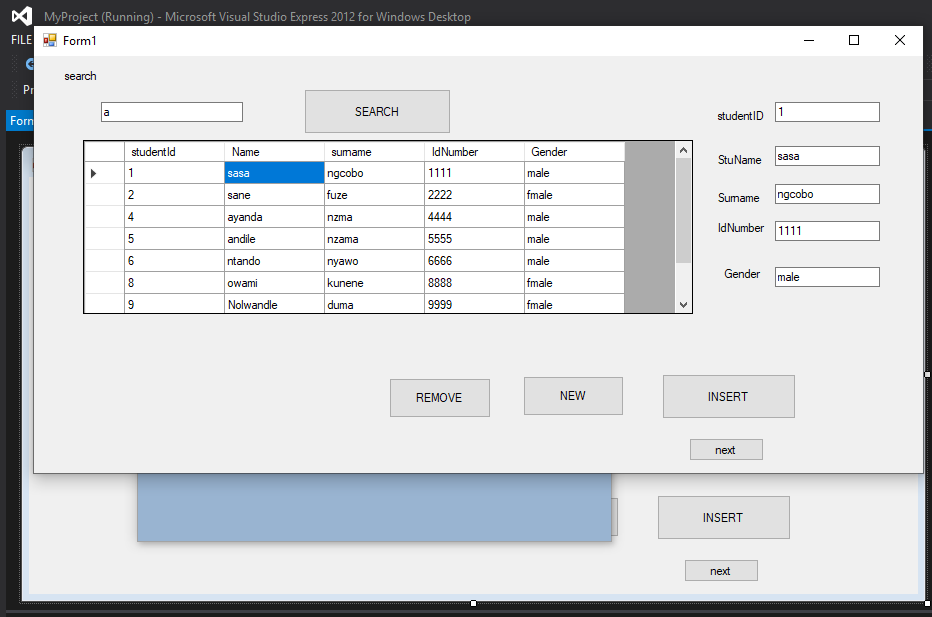 MyProject (Running) - Microsoft Visual Studio Express 2012 for Windows Desktop
FILE
Form1
search
a
SEARCH
studentID 1
StuName sasa
Surname ngcobo
IdNumber 1111
Gender male
studentId Name surname IdNumber Gender
1 sasa ngcobo 1111 male
2 sane fuze 2222 fmale
4 ayanda nzma 4444 male
5 andile nzama 5555 male
6 ntando nyawo 6666 male
8 owami kunene 8888 fmale
9 Nolwandle duma 9999 fmale
REMOVE NEW INSERT
next
Pr
Form
INSERT
next